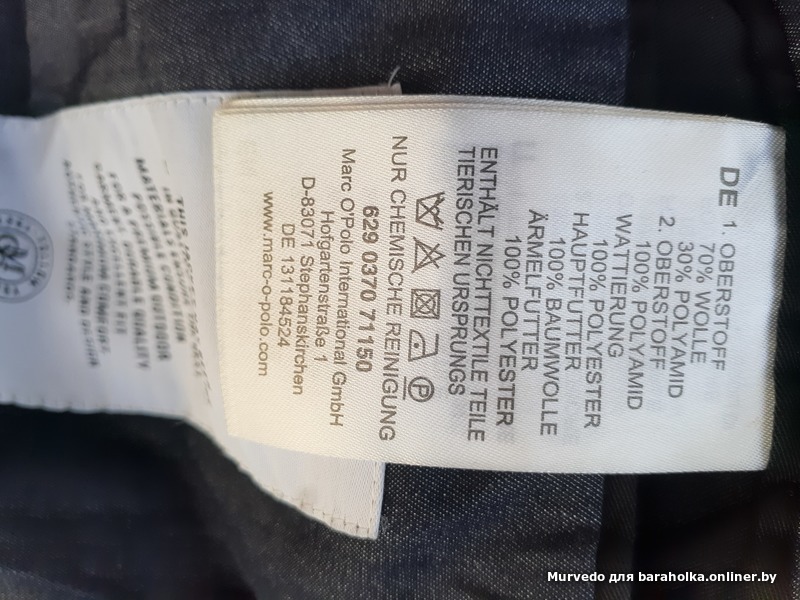 DE 1. OBERSTOFF
70% WOLLE
30% POLYAMID
2. OBERSTOFF
100% POLYAMID
WATTIERUNG
100% POLYESTER
HAUPTFUTTER
100% BAUMWOLLE
ÄRMELFUTTER
100% POLYESTER
ENTHÄLT NICHTTEXTILE TEILE
TIERISCHEN URSPRUNGS
P
NUR CHEMISCHE REINIGUNG
629 0370 71150
Marc O'Polo International GmbH
Hofgartenstraße 1
D-83071 Stephanskirchen
DE 131184524
www.marc-o-polo.com
MATERIALS QUALITY
Murvedo для baraholka.onliner.by